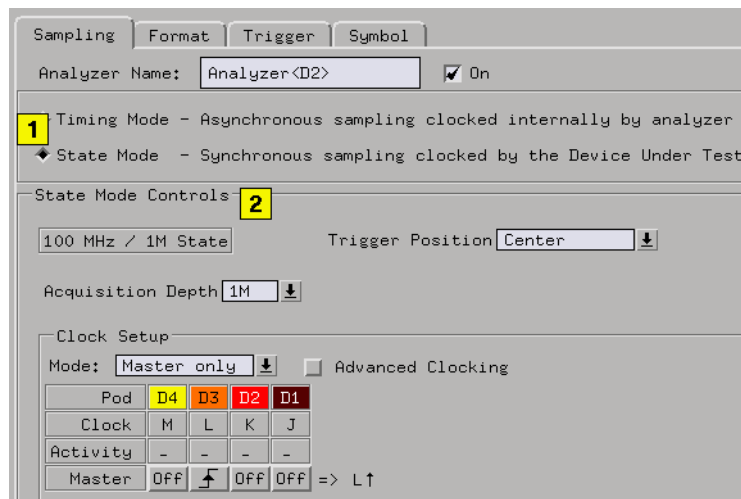 Sampling Format Trigger Symbol
Analyzer Name: Analyzer<D2> On
1
Timing Mode - Asynchronous sampling clocked internally by analyzer
State Mode - Synchronous sampling clocked by the Device Under Test
State Mode Controls 2
100 MHz / 1M State Trigger Position Center
Acquisition Depth 1M
Clock Setup
Mode: Master only Advanced Clocking
Pod D4 D3 D2 D1
Clock M L K J
Activity - - - -
Master Off Off Off => L↑